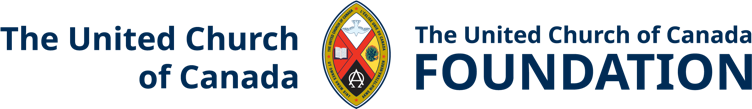 The United Church
of Canada
The United Church of Canada
FOUNDATION